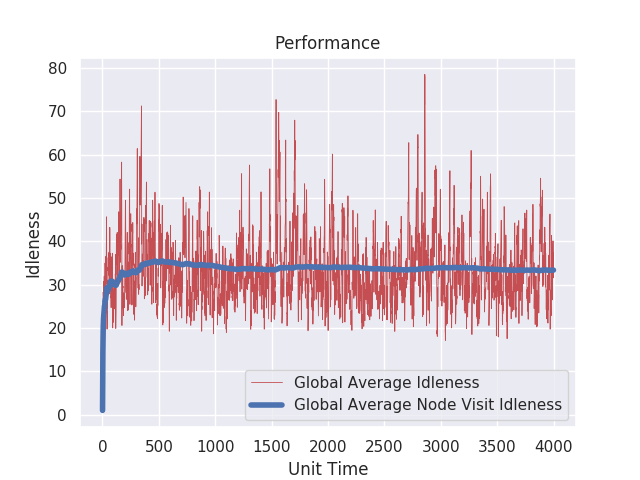 Performance
Idleness
80
70
60
50
40
30
20
10
0
Global Average Idleness
Global Average Node Visit Idleness
0 500 1000 1500 2000 2500 3000 3500 4000
Unit Time